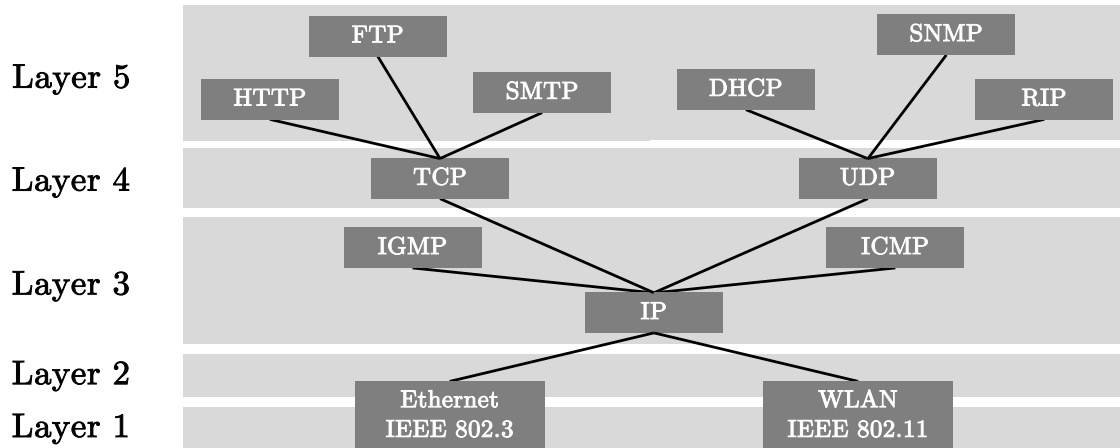 Layer 5
FTP
SNMP
HTTP
SMTP
DHCP
RIP
Layer 4
TCP
UDP
Layer 3
IGMP
ICMP
IP
Layer 2
Ethernet
WLAN
Layer 1
IEEE 802.3
IEEE 802.11